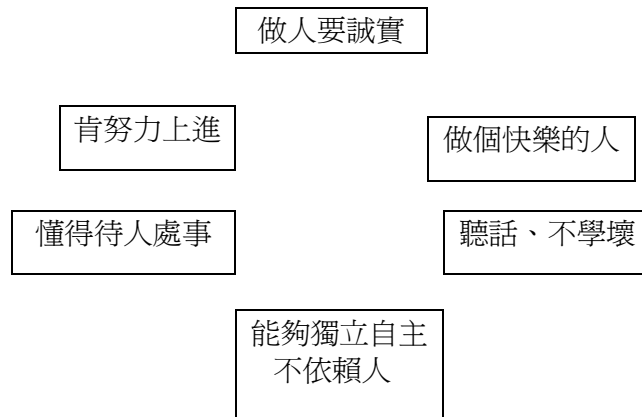 做人要誠實
肯努力上進
做個快樂的人
懂得待人處事
聽話、不學壞
能夠獨立自主
不依賴人